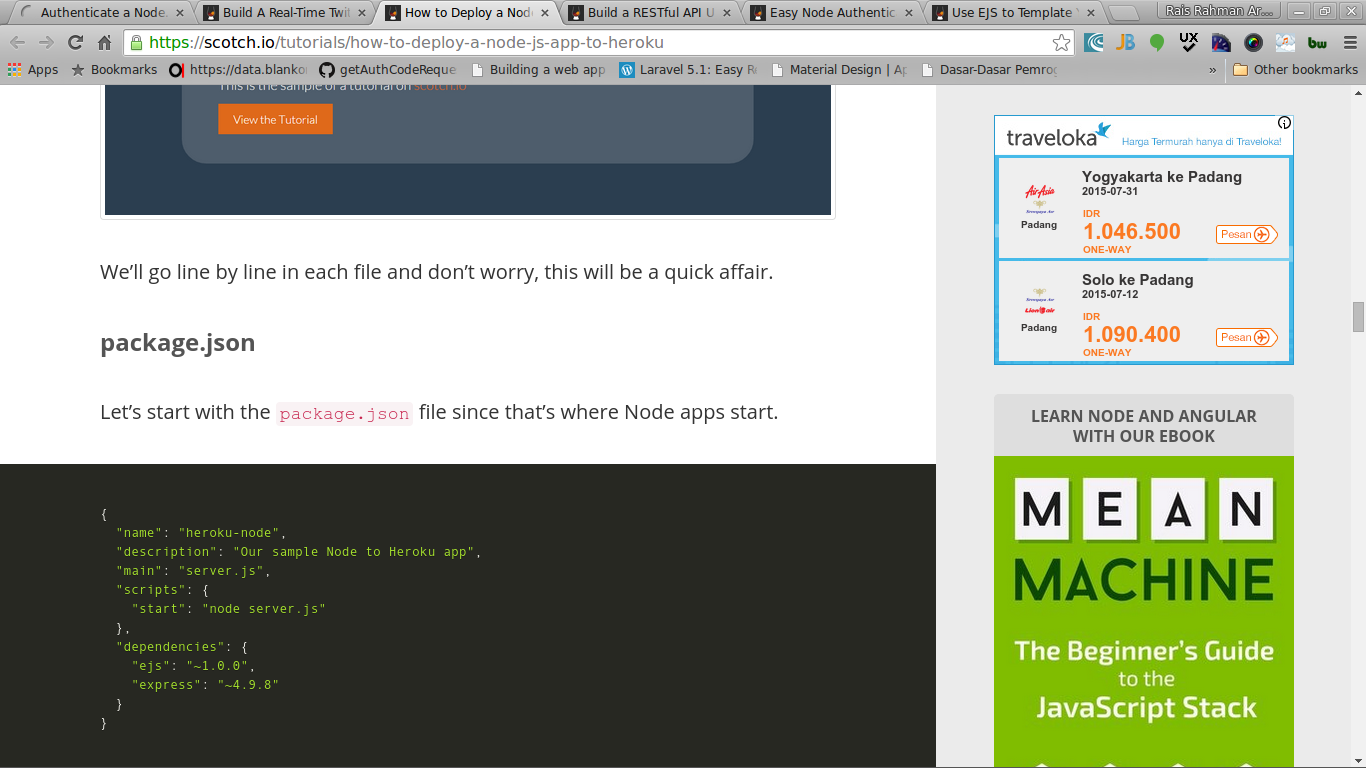 Authenticate a Node.
Build A Real-Time Twit
How to Deploy a Nod
Build a RESTful API U
Easy Node Authentic
Use EJS to Template
Rais Rahman Ar...
https://scotch.io/tutorials/how-to-deploy-a-node-js-app-to-heroku
UX
JB
bw
Apps
Bookmarks
https://data.blanko
getAuthCodeReque
Building a web app
Laravel 5.1: Easy
Material Design | A
Dasar-Dasar Pemro
»
Other bookmarks
This is the sample of a tutorial on scotch.io
View the Tutorial
We’ll go line by line in each file and don’t worry, this will be a quick affair.
package.json
Let’s start with the package.json file since that’s where Node apps start.
{
"name": "heroku-node",
"description": "Our sample Node to Heroku app",
"main": "server.js",
"scripts": {
"start": "node server.js"
},
"dependencies": {
"ejs": "~1.0.0",
"express": "~4.9.8"
}
}
traveloka
Harga Termurah hanya di Traveloka!
AirAsia
Padang
Yogyakarta ke Padang
2015-07-31
IDR
1.046.500
ONE-WAY
Pesan
Lion air
Padang
Solo ke Padang
2015-07-12
IDR
1.090.400
ONE-WAY
Pesan
LEARN NODE AND ANGULAR
WITH OUR EBOOK
MEAN
MACHINE
The Beginner’s Guide
to the
JavaScript Stack